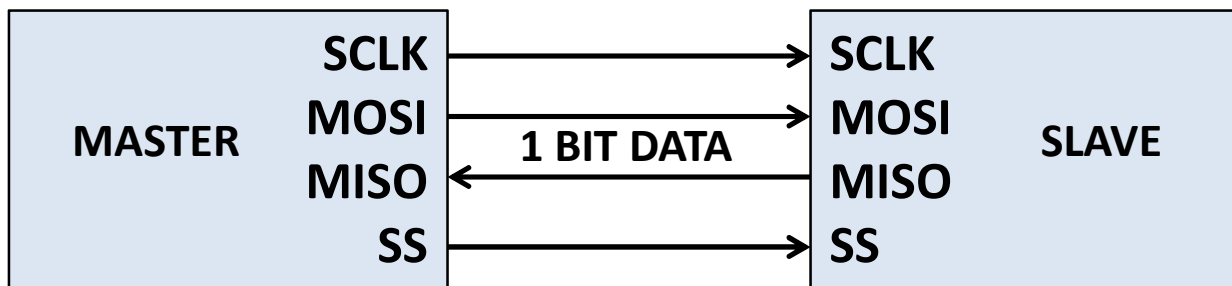 SCLK SCLK
MOSI MOSI
MASTER 1 BIT DATA SLAVE
MISO MISO
SS SS